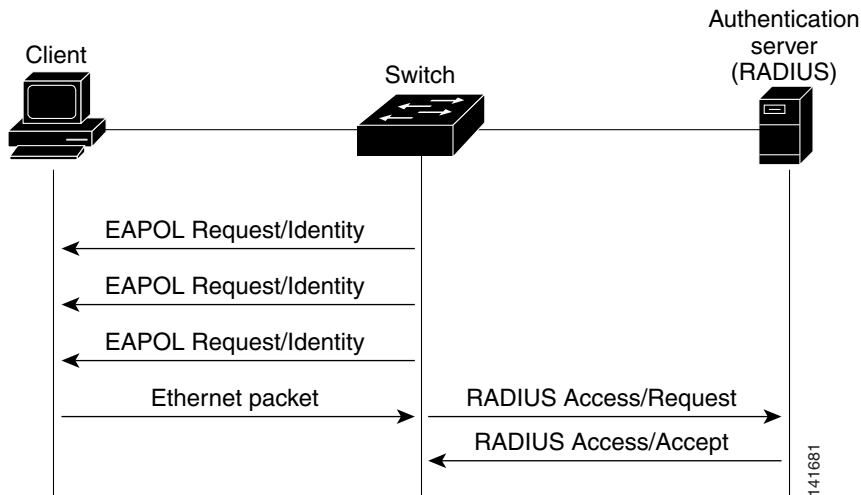 Client
Switch
Authentication
server
(RADIUS)
EAPOL Request/Identity
EAPOL Request/Identity
EAPOL Request/Identity
Ethernet packet
RADIUS Access/Request
RADIUS Access/Accept
141681